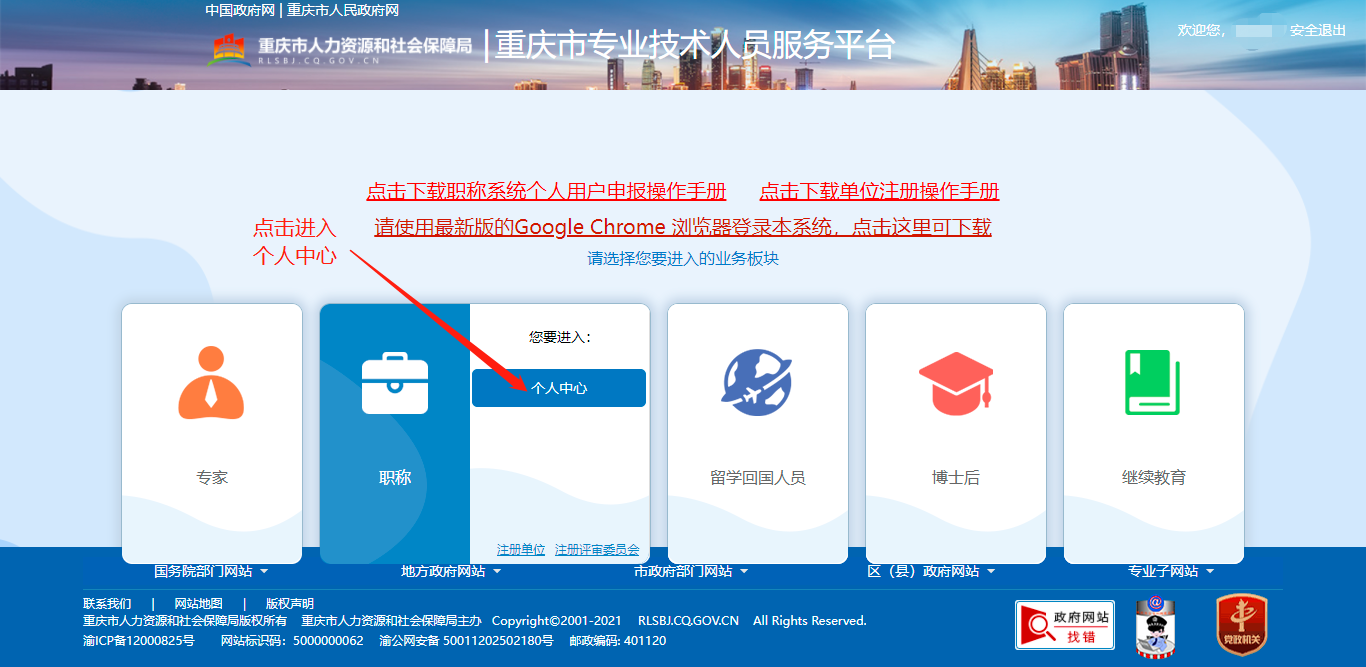 中国政府网 | 重庆市人民政府网
重庆市人力资源和社会保障局
RLSBJ.CQ.GOV.CN
重庆市专业技术人员服务平台
欢迎您， 安全退出
点击下载职称系统个人用户申报操作手册 点击下载单位注册操作手册
请使用最新版的Google Chrome 浏览器登录本系统，点击这里可下载
点击进入
个人中心
请选择您要进入的业务板块
您要进入：
个人中心
专家
职称
留学回国人员
博士后
继续教育
注册单位 注册评审委员会
国务院部门网站 地方政府网站 市政府部门网站 区（县）政府网站 专业子网站
联系我们 | 网站地图 | 版权声明
重庆市人力资源和社会保障局版权所有 重庆市人力资源和社会保障局主办 Copyright©2001-2021 RLSBJ.CQ.GOV.CN All Rights Reserved.
渝ICP备12000825号 网站标识码：5000000062 渝公网安备 50011202502180号 邮政编码: 401120
政府网站
找错
党政机关